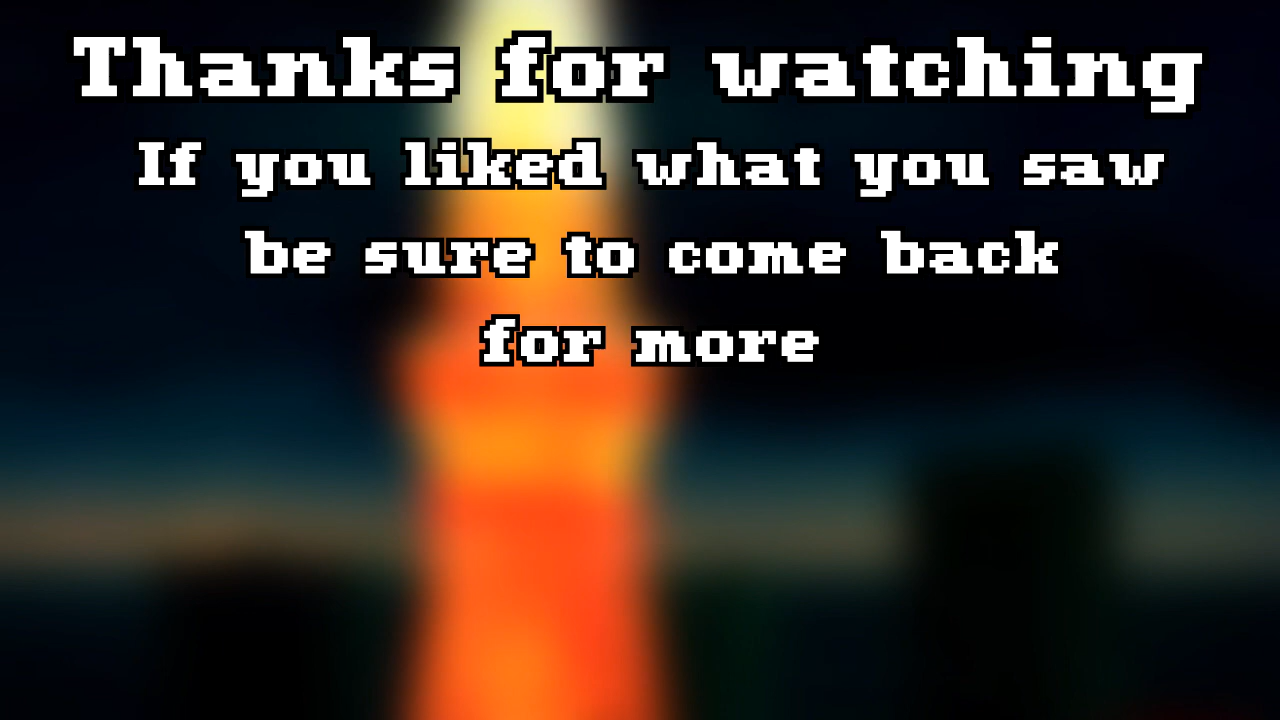 Thanks for watching
If you liked what you saw
be sure to come back
for more